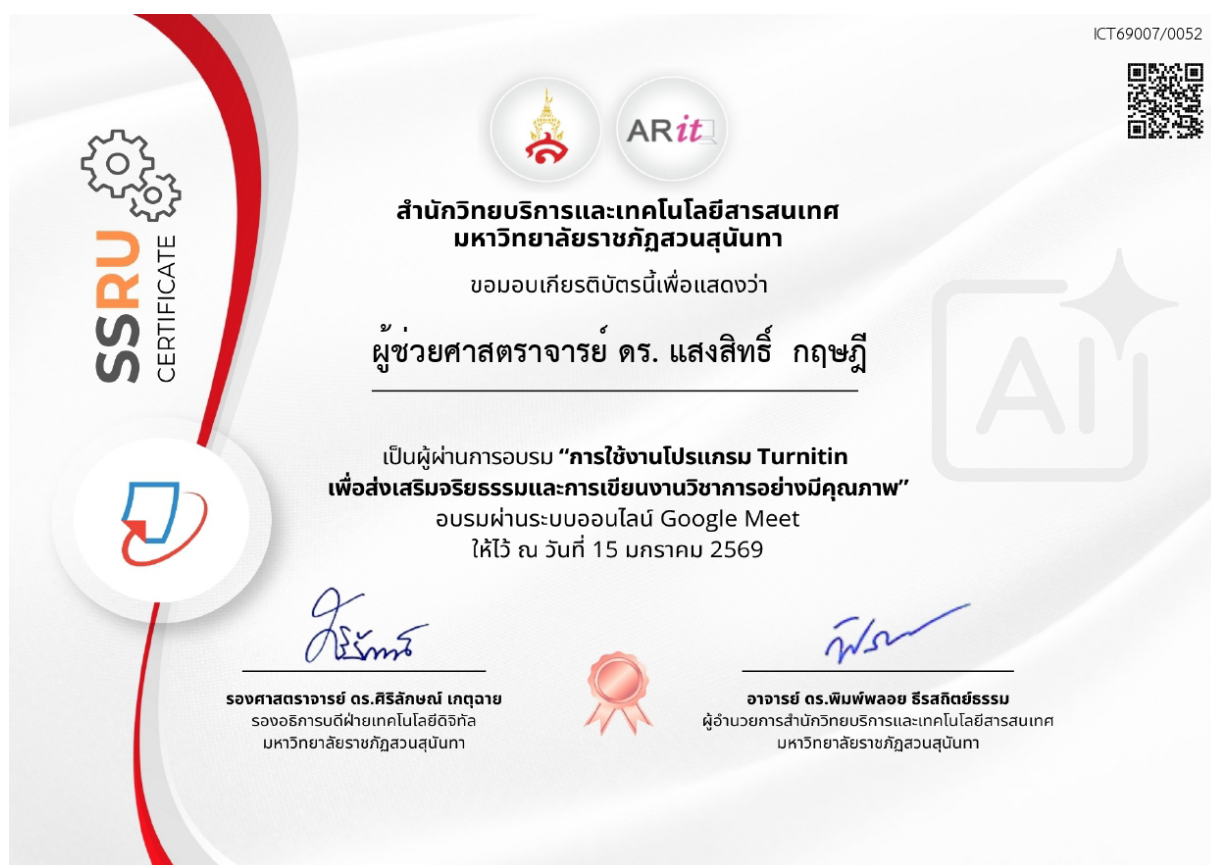 ICT69007/0052
ARit
SSRU
CERTIFICATE
สำนักวิทยบริการและเทคโนโลยีสารสนเทศ
มหาวิทยาลัยราชภัฏสวนสุนันทา
ขอมอบเกียรติบัตรนี้เพื่อแสดงว่า
ผู้ช่วยศาสตราจารย์ ดร. แสงสิทธิ์ กฤษฎี
AI
เป็นผู้ผ่านการอบรม “การใช้งานโปรแกรม Turnitin
เพื่อส่งเสริมจริยธรรมและการเขียนงานวิชาการอย่างมีคุณภาพ”
อบรมผ่านระบบออนไลน์ Google Meet
ให้ไว้ ณ วันที่ 15 มกราคม 2569
รองศาสตราจารย์ ดร.ศิริลักษณ์ เกตุฉาย
รองอธิการบดีฝ่ายเทคโนโลยีดิจิทัล
มหาวิทยาลัยราชภัฏสวนสุนันทา
อาจารย์ ดร.พิมพ์พลอย ธีรสถิตย์ธรรม
ผู้อำนวยการสำนักวิทยบริการและเทคโนโลยีสารสนเทศ
มหาวิทยาลัยราชภัฏสวนสุนันทา